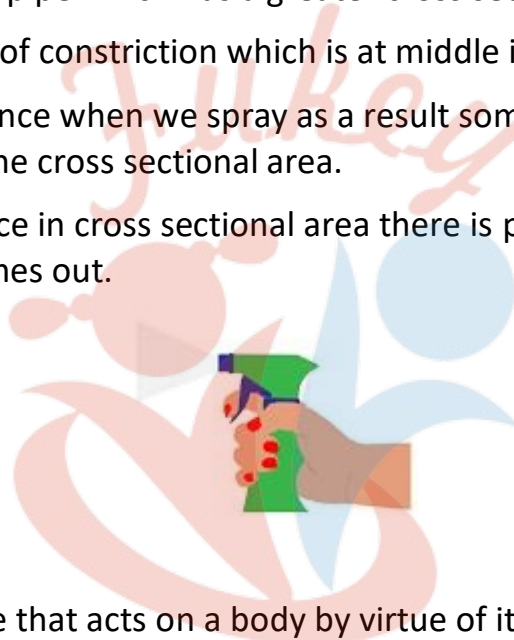 of constriction which is at middle i
nce when we spray as a result som
ne cross sectional area.
ce in cross sectional area there is p
nes out.
e that acts on a body by virtue of it